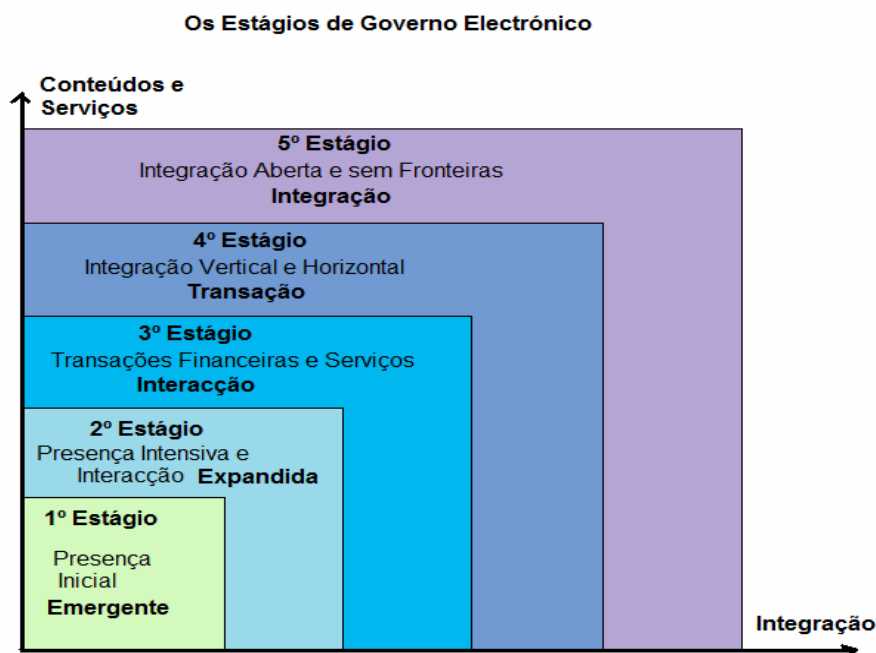 Os Estágios de Governo Electrónico
Conteúdos e
Serviços
5º Estágio
Integração Aberta e sem Fronteiras
Integração
4º Estágio
Integração Vertical e Horizontal
Transação
3º Estágio
Transações Financeiras e Serviços
Interacção
2º Estágio
Presença Intensiva e
Interacção Expandida
1º Estágio
Presença
Inicial
Emergente
Integração